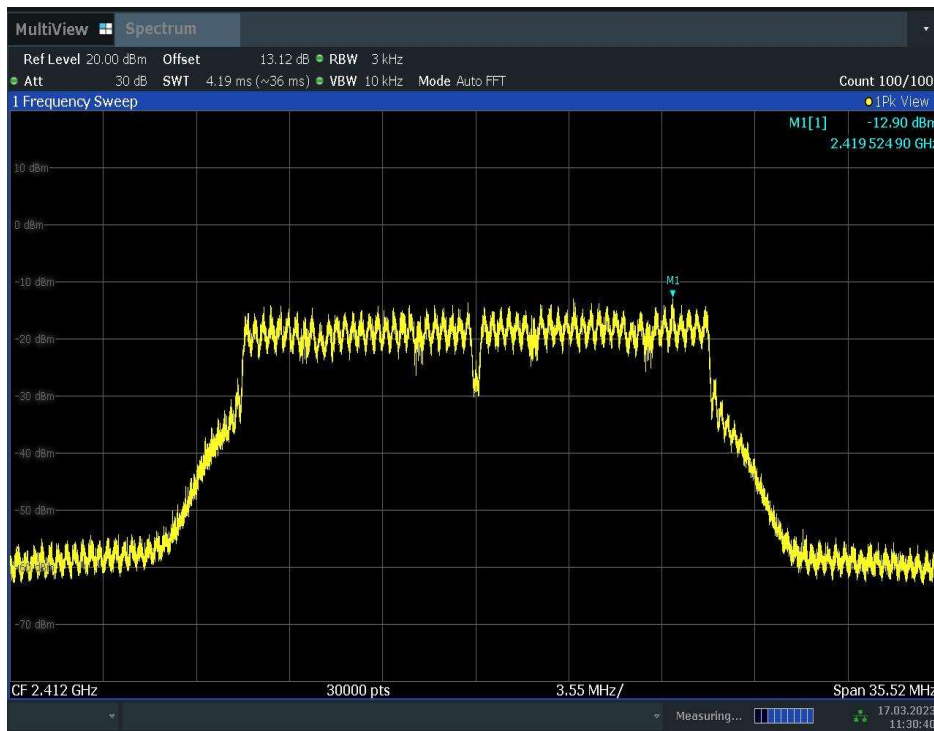 MultiView Spectrum
Ref Level 20.00 dBm Offset 13.12 dB RBW 3 kHz
Att 30 dB SWT 4.19 ms (~36 ms) VBW 10 kHz Mode Auto FFT Count 100/100
1 Frequency Sweep 1Pk View
M1[1] -12.90 dBm
2.419 524 90 GHz
10 dBm
0 dBm
M1
-10 dBm
-20 dBm
-30 dBm
-40 dBm
-50 dBm
-70 dBm
CF 2.412 GHz 30000 pts 3.55 MHz/ Span 35.52 MHz
Measuring... 17.03.2023
11:30:40